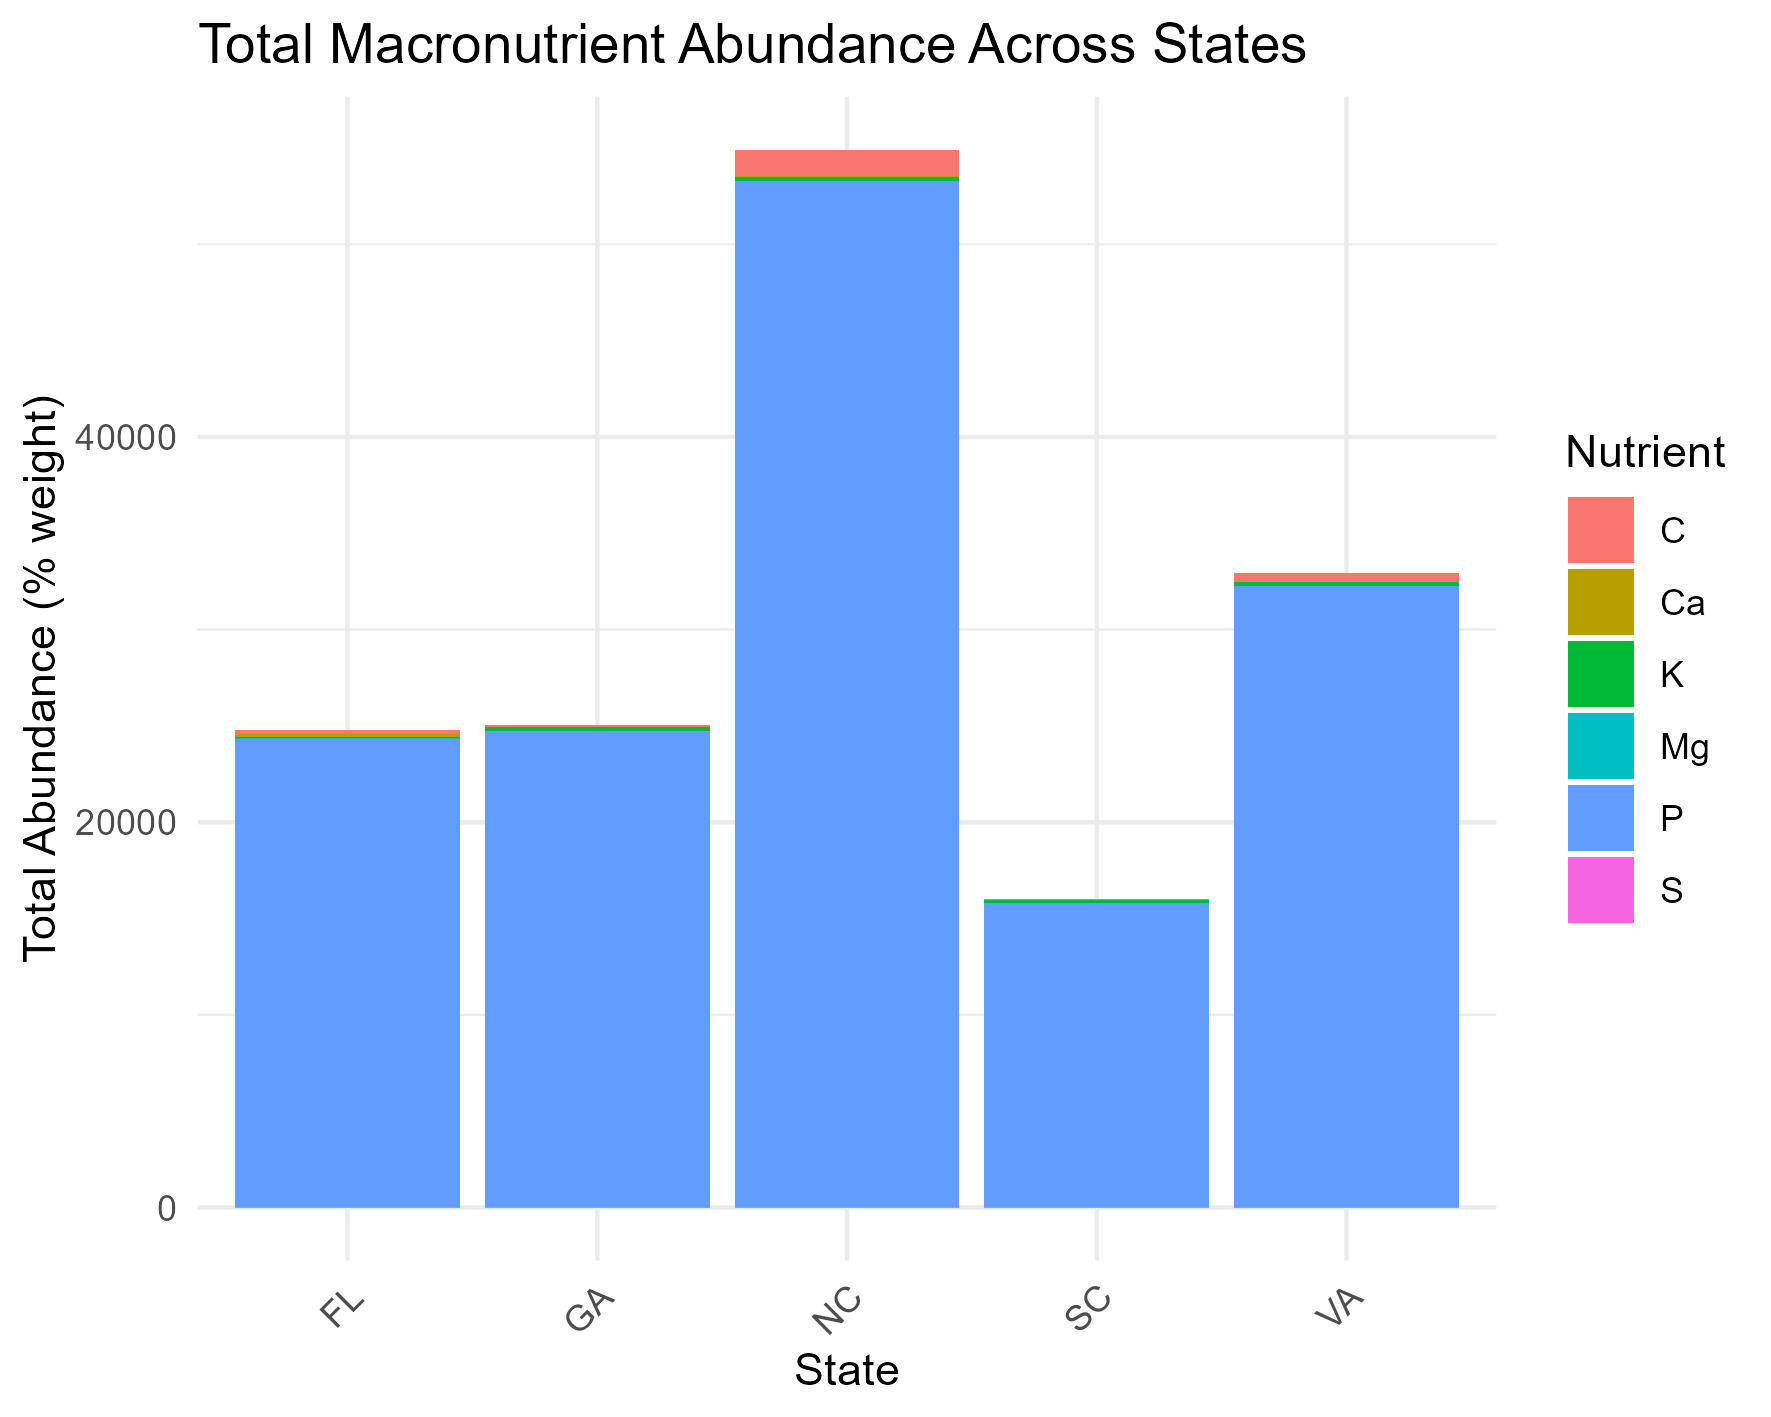 Total Macronutrient Abundance Across States
Total Abundance (% weight)
40000
20000
0
FL
GA
NC
SC
VA
State
Nutrient
C
Ca
K
Mg
P
S